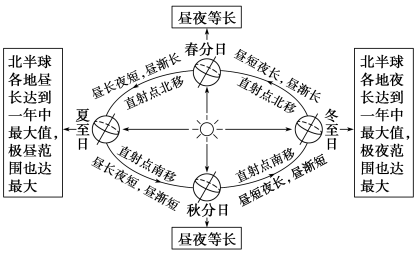 昼夜等长
春分日
昼长夜短，昼渐长
直射点北移
昼短夜长，昼渐长
直射点北移
北半球
各地昼
长达到
一年中
最大值，
极昼范
围也达
最大
夏至日
冬至日
北半球
各地夜
长达到
一年中
最大值，
极夜范
围也达
最大
直射点南移
昼长夜短，昼渐短
直射点南移
昼短夜长，昼渐短
秋分日
昼夜等长